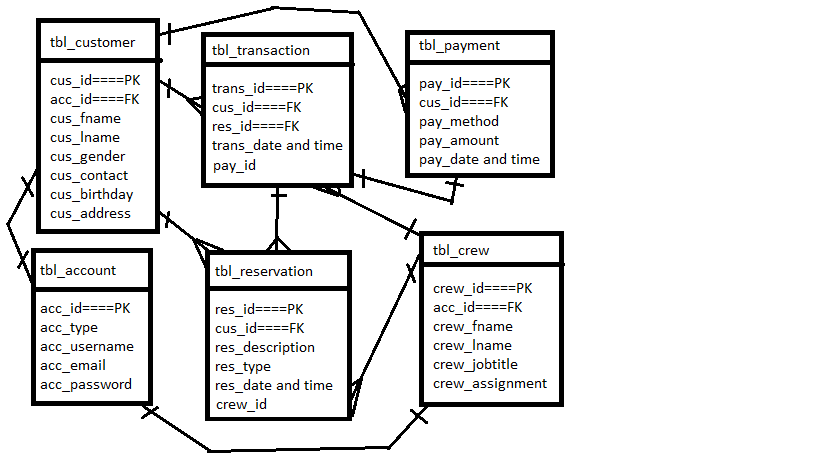 tbl_customer
cus_id====PK
acc_id====FK
cus_fname
cus_lname
cus_gender
cus_contact
cus_birthday
cus_address
tbl_transaction
trans_id====PK
cus_id====FK
res_id====FK
trans_date and time
pay_id
tbl_payment
pay_id====PK
cus_id====FK
pay_method
pay_amount
pay_date and time
tbl_account
acc_id====PK
acc_type
acc_username
acc_email
acc_password
tbl_reservation
res_id====PK
cus_id====FK
res_description
res_type
res_date and time
crew_id
tbl_crew
crew_id====PK
acc_id====FK
crew_fname
crew_lname
crew_jobtitle
crew_assignment